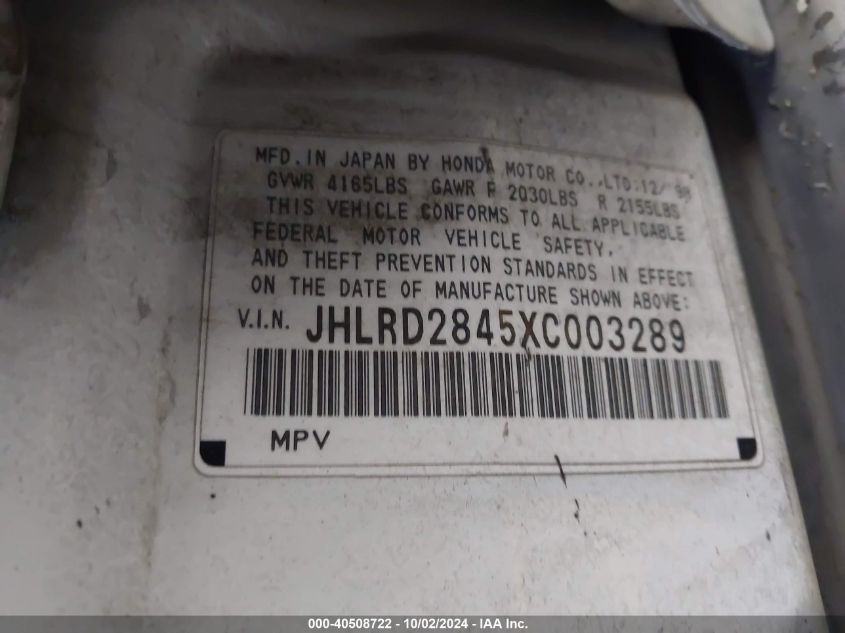 MFD. IN JAPAN BY HONDA MOTOR CO., LTD: 12/'98
GVWR 4165LBS GAWR F 2030LBS R 2155LBS
THIS VEHICLE CONFORMS TO ALL APPLICABLE
FEDERAL MOTOR VEHICLE SAFETY,
AND THEFT PREVENTION STANDARDS IN EFFECT
ON THE DATE OF MANUFACTURE SHOWN ABOVE:
V.I.N. JHLRD2845XC003289
MPV
000-40508722 - 10/02/2024 - IAA Inc.